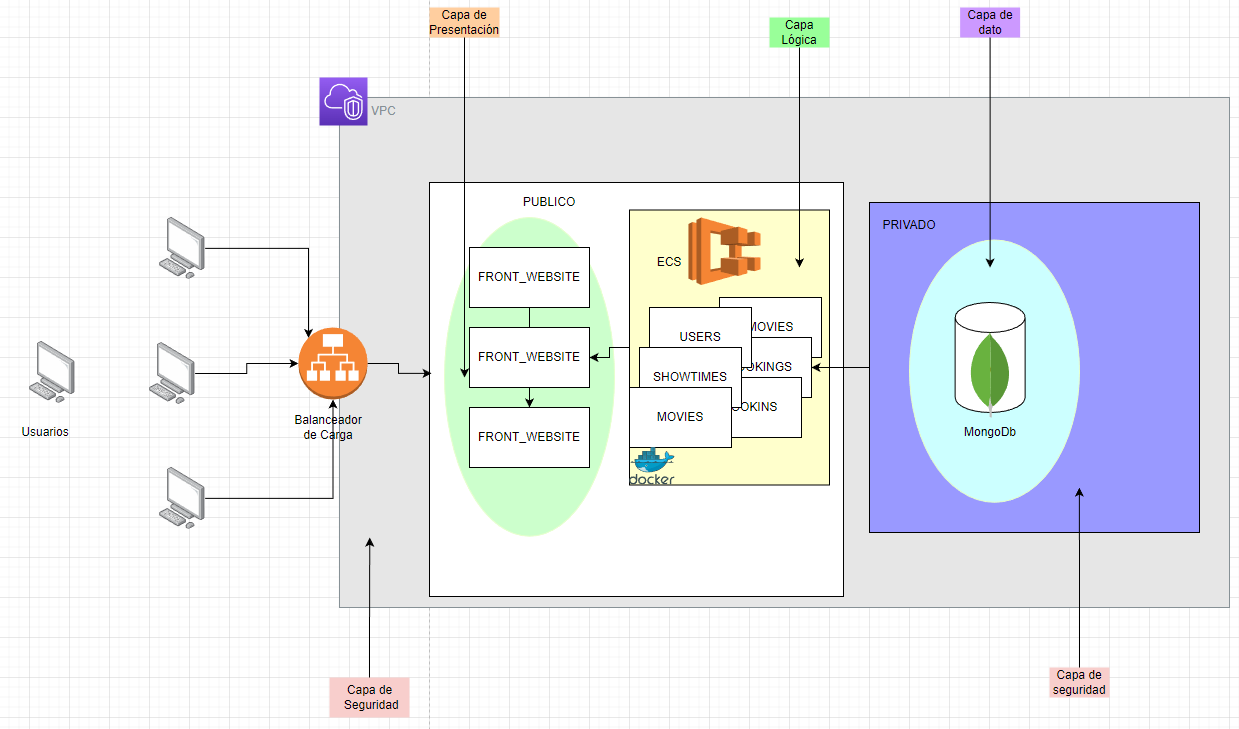 Capa de
Presentación
Capa
Lógica
Capa de
dato
VPC
PUBLICO
PRIVADO
FRONT_WEBSITE
ECS
USERS
MOVIES
FRONT_WEBSITE
SHOWTIMES
OKINGS
MOVIES
OOKINS
FRONT_WEBSITE
docker
MongoDb
Usuarios
Balanceador
de Carga
Capa de
Seguridad
Capa de
seguridad